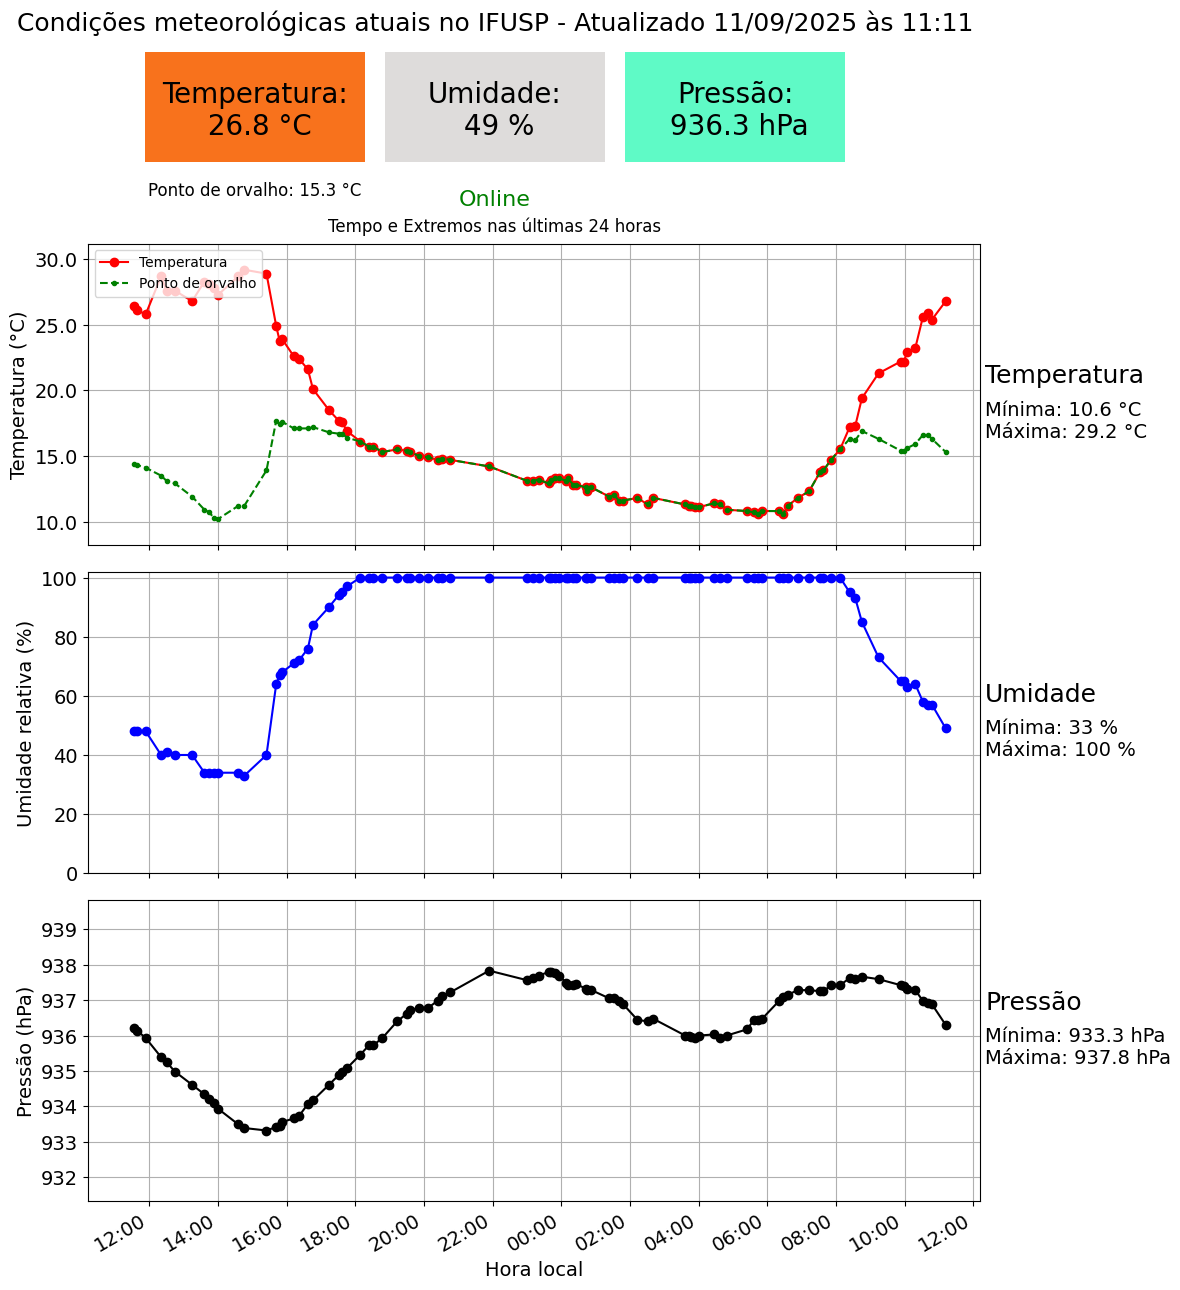 Condições meteorológicas atuais no IFUSP - Atualizado 11/09/2025 às 11:11
Temperatura:
26.8 °C
Umidade:
49 %
Pressão:
936.3 hPa
Ponto de orvalho: 15.3 °C
Online
Tempo e Extremos nas últimas 24 horas
Temperatura (°C)
30.0
25.0
20.0
15.0
10.0
Temperatura
Ponto de orvalho
Temperatura
Mínima: 10.6 °C
Máxima: 29.2 °C
Umidade relativa (%)
100
80
60
40
20
0
Umidade
Mínima: 33 %
Máxima: 100 %
Pressão (hPa)
939
938
937
936
935
934
933
932
Pressão
Mínima: 933.3 hPa
Máxima: 937.8 hPa
12:00 14:00 16:00 18:00 20:00 22:00 00:00 02:00 04:00 06:00 08:00 10:00 12:00
Hora local